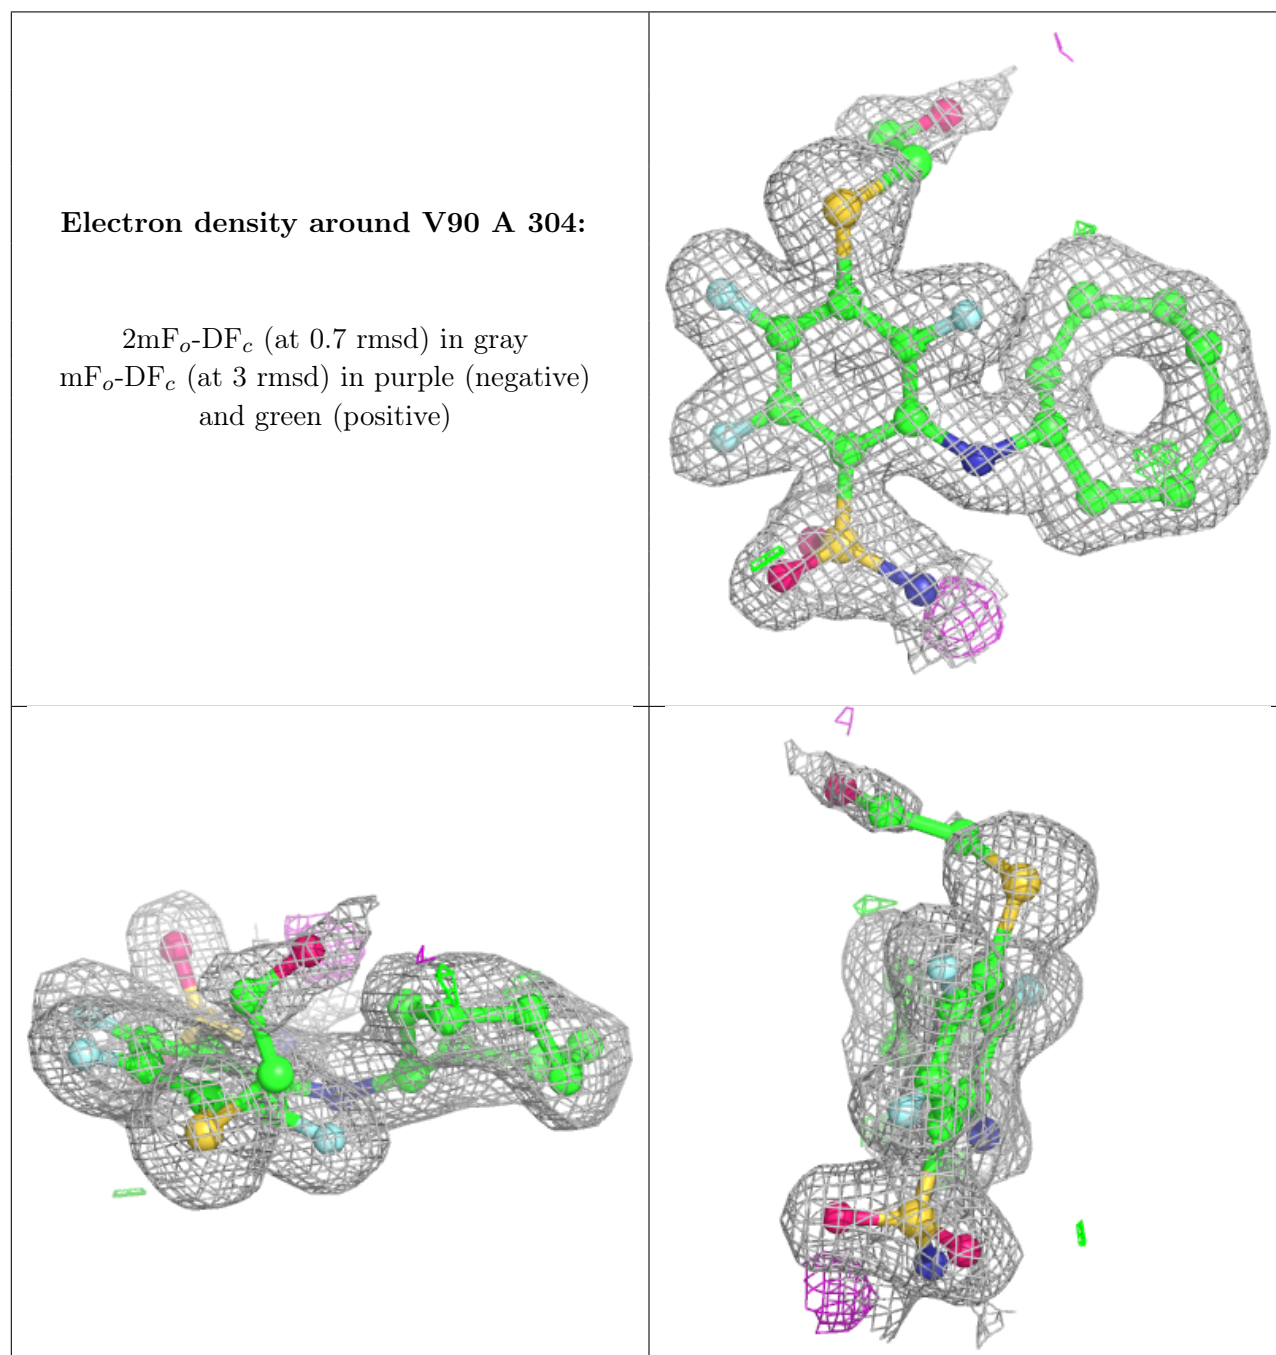 Electron density around V90 A 304:
2mFₒ-DF𝒸 (at 0.7 rmsd) in gray
mFₒ-DF𝒸 (at 3 rmsd) in purple (negative)
and green (positive)